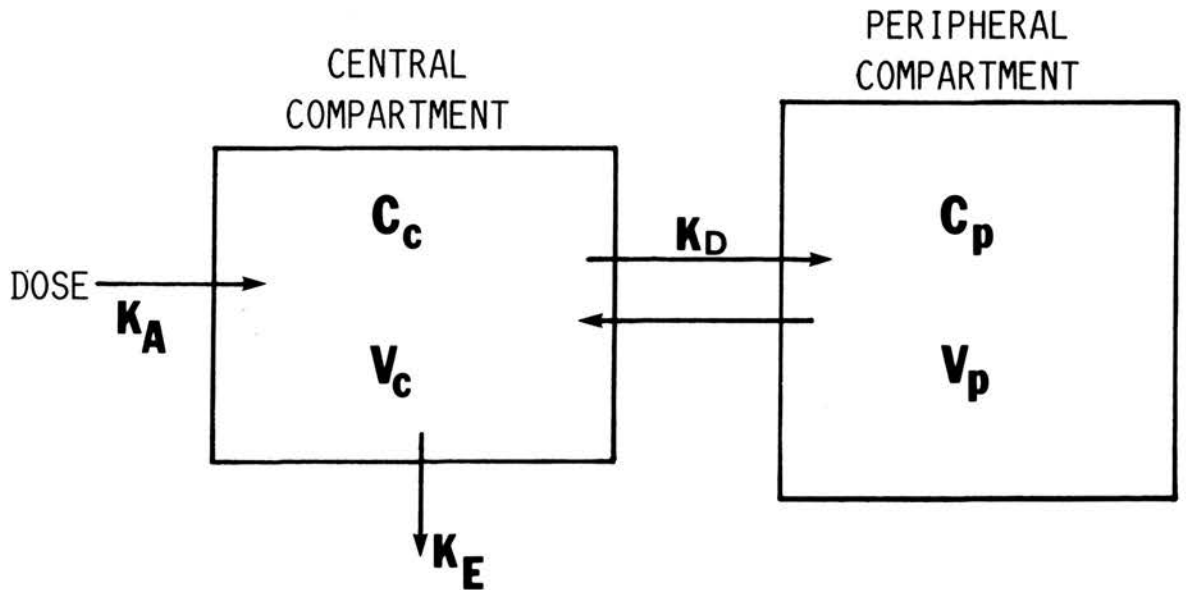 PERIPHERAL
COMPARTMENT
CENTRAL
COMPARTMENT
Cc
KD
Cp
DOSE
KA
Vc
Vp
KE